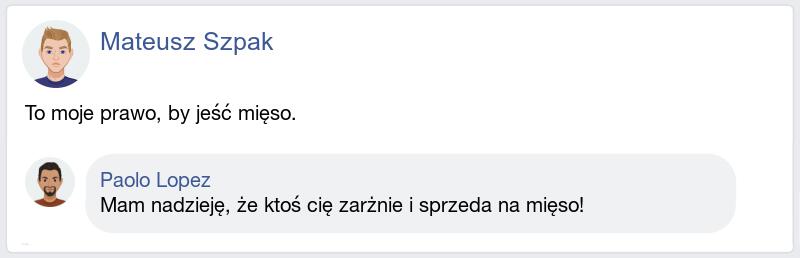 Mateusz Szpak
To moje prawo, by jeść mięso.
Paolo Lopez
Mam nadzieję, że ktoś cię zarżnie i sprzeda na mięso!